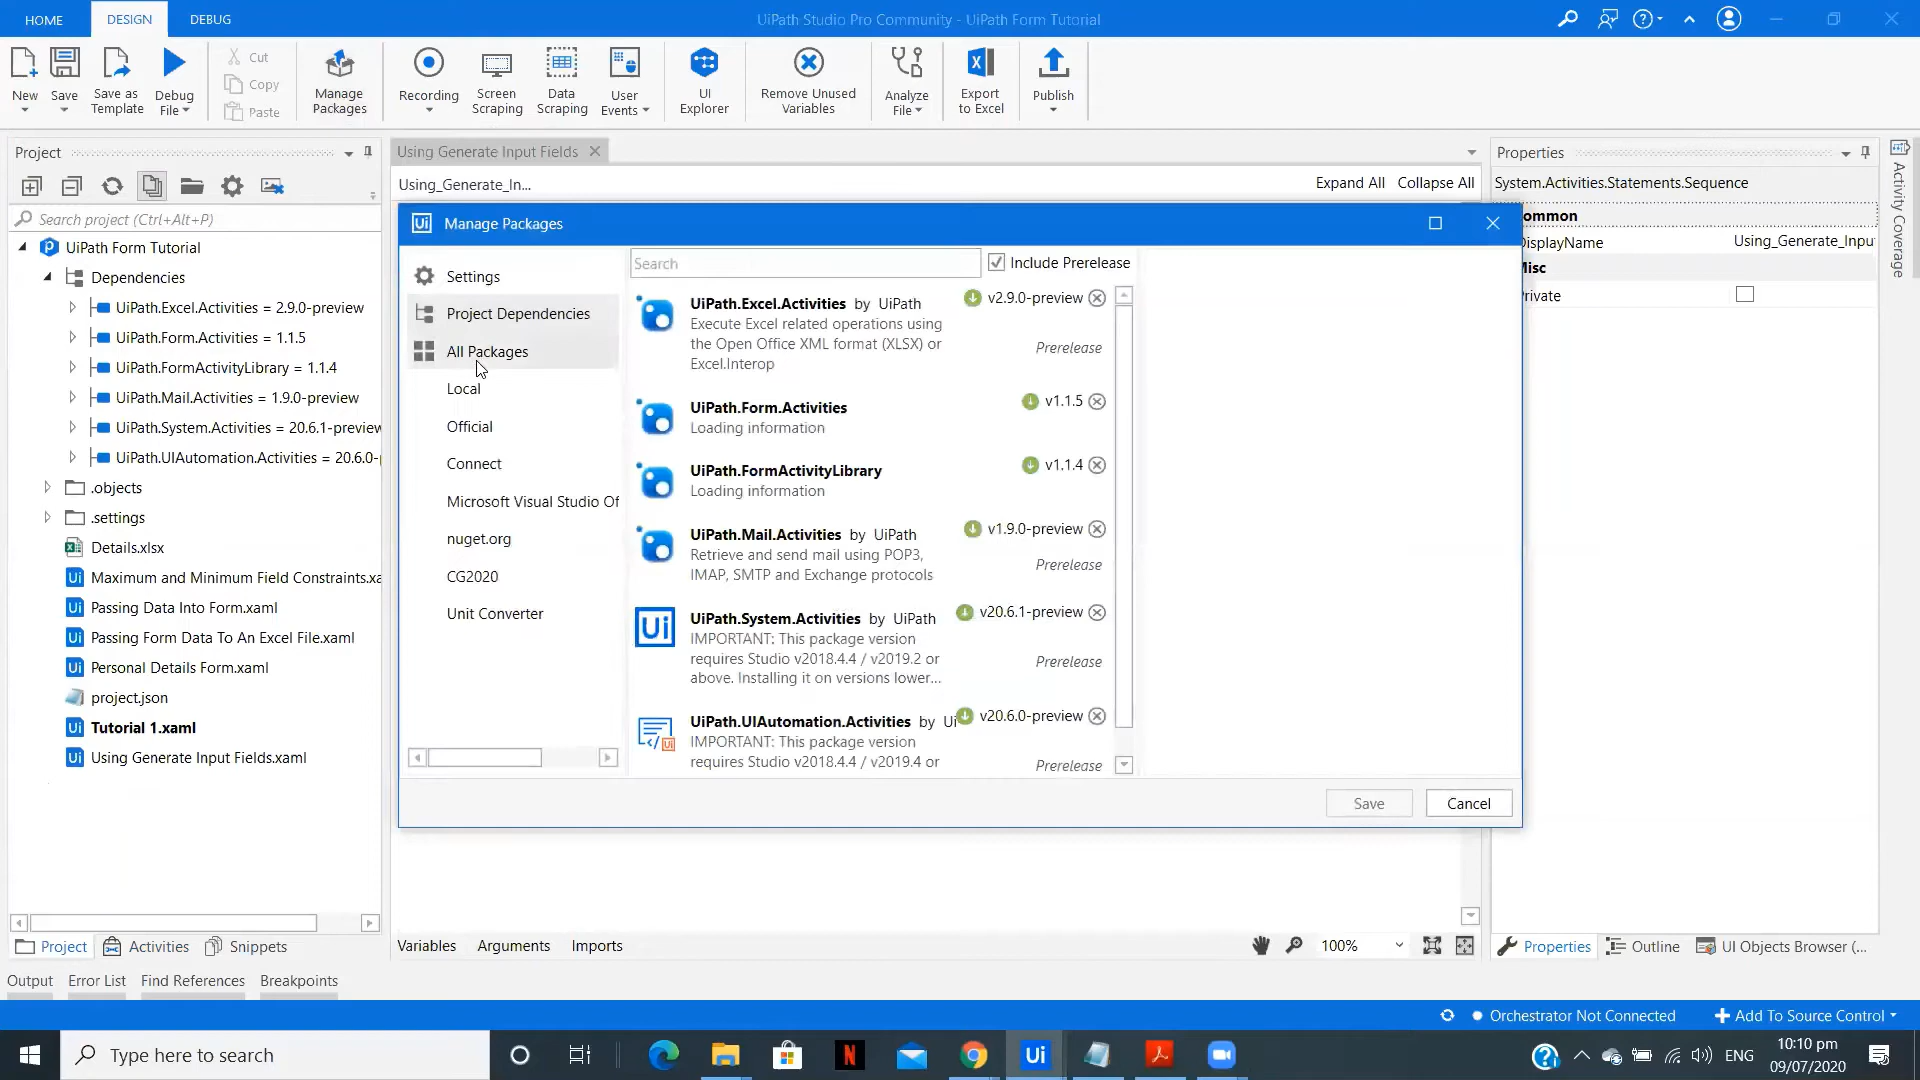 HOME
DESIGN
DEBUG
UiPath Studio Pro Community - UiPath Form Tutorial
New
Save
Save as
Template
Debug
File
Cut
Copy
Paste
Manage
Packages
Recording
Screen
Scraping
Data
Scraping
User
Events
UI
Explorer
Remove Unused
Variables
Analyze
File
Export
to Excel
Publish
Project
Search project (Ctrl+Alt+P)
UiPath Form Tutorial
Dependencies
UiPath.Excel.Activities = 2.9.0-preview
UiPath.Form.Activities = 1.1.5
UiPath.FormActivityLibrary = 1.1.4
UiPath.Mail.Activities = 1.9.0-preview
UiPath.System.Activities = 20.6.1-preview
UiPath.UIAutomation.Activities = 20.6.0-p
.objects
.settings
Details.xlsx
Maximum and Minimum Field Constraints.xa
Passing Data Into Form.xaml
Passing Form Data To An Excel File.xaml
Personal Details Form.xaml
project.json
Tutorial 1.xaml
Using Generate Input Fields.xaml
Project
Activities
Snippets
Using Generate Input Fields
Using_Generate_In...
Expand All
Collapse All
Manage Packages
Settings
Project Dependencies
All Packages
Local
Official
Connect
Microsoft Visual Studio Of
nuget.org
CG2020
Unit Converter
Search
Include Prerelease
UiPath.Excel.Activities by UiPath
v2.9.0-preview
Execute Excel related operations using
the Open Office XML format (XLSX) or
Excel.Interop
Prerelease
UiPath.Form.Activities
v1.1.5
Loading information
UiPath.FormActivityLibrary
v1.1.4
Loading information
UiPath.Mail.Activities by UiPath
v1.9.0-preview
Retrieve and send mail using POP3,
IMAP, SMTP and Exchange protocols
Prerelease
UiPath.System.Activities by UiPath
v20.6.1-preview
IMPORTANT: This package version
requires Studio v2018.4.4 / v2019.2 or
above. Installing it on versions lower...
Prerelease
UiPath.UIAutomation.Activities by Ui
v20.6.0-preview
IMPORTANT: This package version
requires Studio v2018.4.4 / v2019.4 or
Prerelease
Save
Cancel
Variables
Arguments
Imports
100%
Properties
System.Activities.Statements.Sequence
ommon
DisplayName
Using_Generate_Inpu
Misc
Private
Activity Coverage
Properties
Outline
UI Objects Browser (...
Output
Error List
Find References
Breakpoints
Orchestrator Not Connected
Add To Source Control
Type here to search
ENG
10:10 pm
09/07/2020